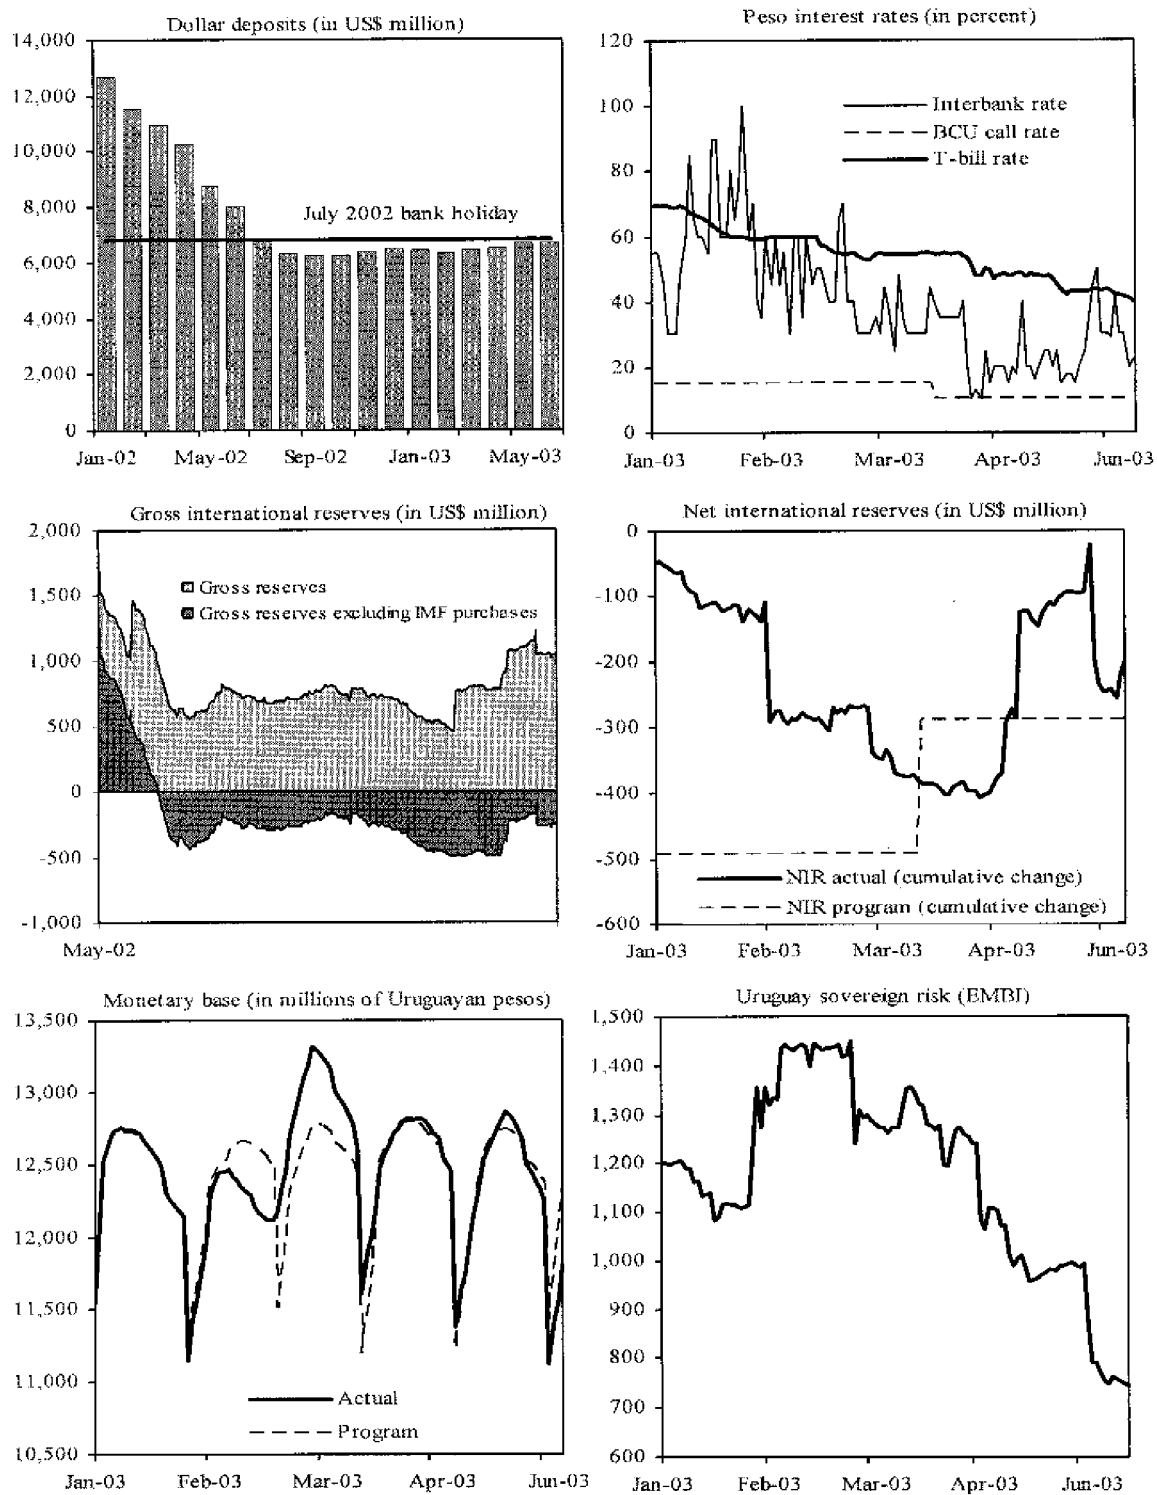 Dollar deposits (in US$ million)
14,000
12,000
10,000
8,000
6,000
4,000
2,000
0
July 2002 bank holiday
Jan-02 May-02 Sep-02 Jan-03 May-03
Peso interest rates (in percent)
120
100
80
60
40
20
0
Interbank rate
BCU call rate
T-bill rate
Jan-03 Feb-03 Mar-03 Apr-03 Jun-03
Gross international reserves (in US$ million)
2,000
1,500
1,000
500
0
-500
-1,000
Gross reserves
Gross reserves excluding IMF purchases
May-02
Net international reserves (in US$ million)
0
-100
-200
-300
-400
-500
-600
NIR actual (cumulative change)
NIR program (cumulative change)
Jan-03 Feb-03 Mar-03 Apr-03 Jun-03
Monetary base (in millions of Uruguayan pesos)
13,500
13,000
12,500
12,000
11,500
11,000
10,500
Actual
Program
Jan-03 Feb-03 Mar-03 Apr-03 Jun-03
Uruguay sovereign risk (EMBI)
1,500
1,400
1,300
1,200
1,100
1,000
900
800
700
600
Jan-03 Feb-03 Mar-03 Apr-03 Jun-03